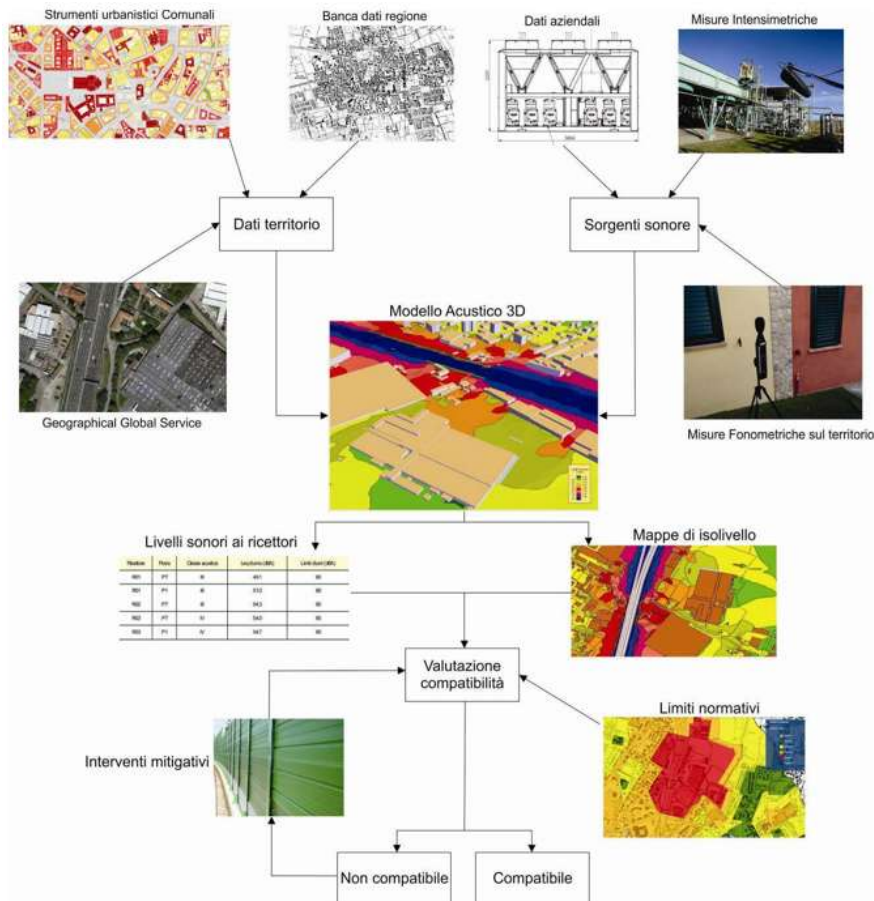 Strumenti urbanistici Comunali
Banca dati regione
Dati aziendali
Misure Intensimetriche
Dati territorio
Sorgenti sonore
Geographical Global Service
Modello Acustico 3D
Misure Fonometriche sul territorio
Livelli sonori ai ricettori
Mappe di isolivello
Valutazione
compatibilità
Limiti normativi
Interventi mitigativi
Non compatibile
Compatibile